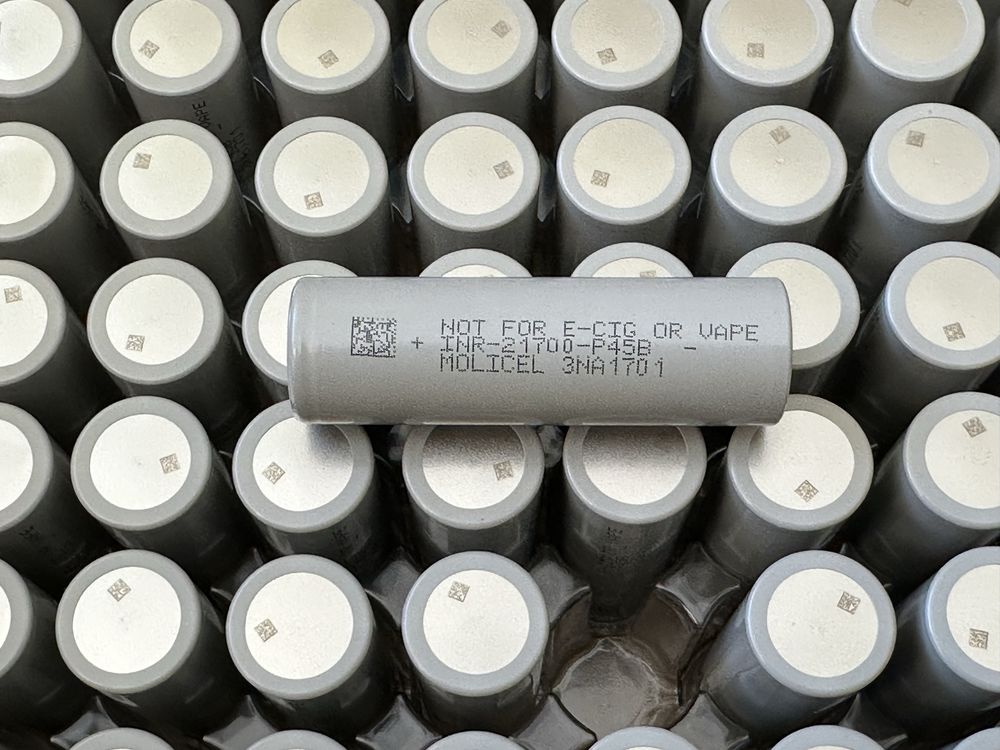 NOT FOR E-CIG OR VAPE
+ INR-21700-P45B -
MOLICEL 3NA1701